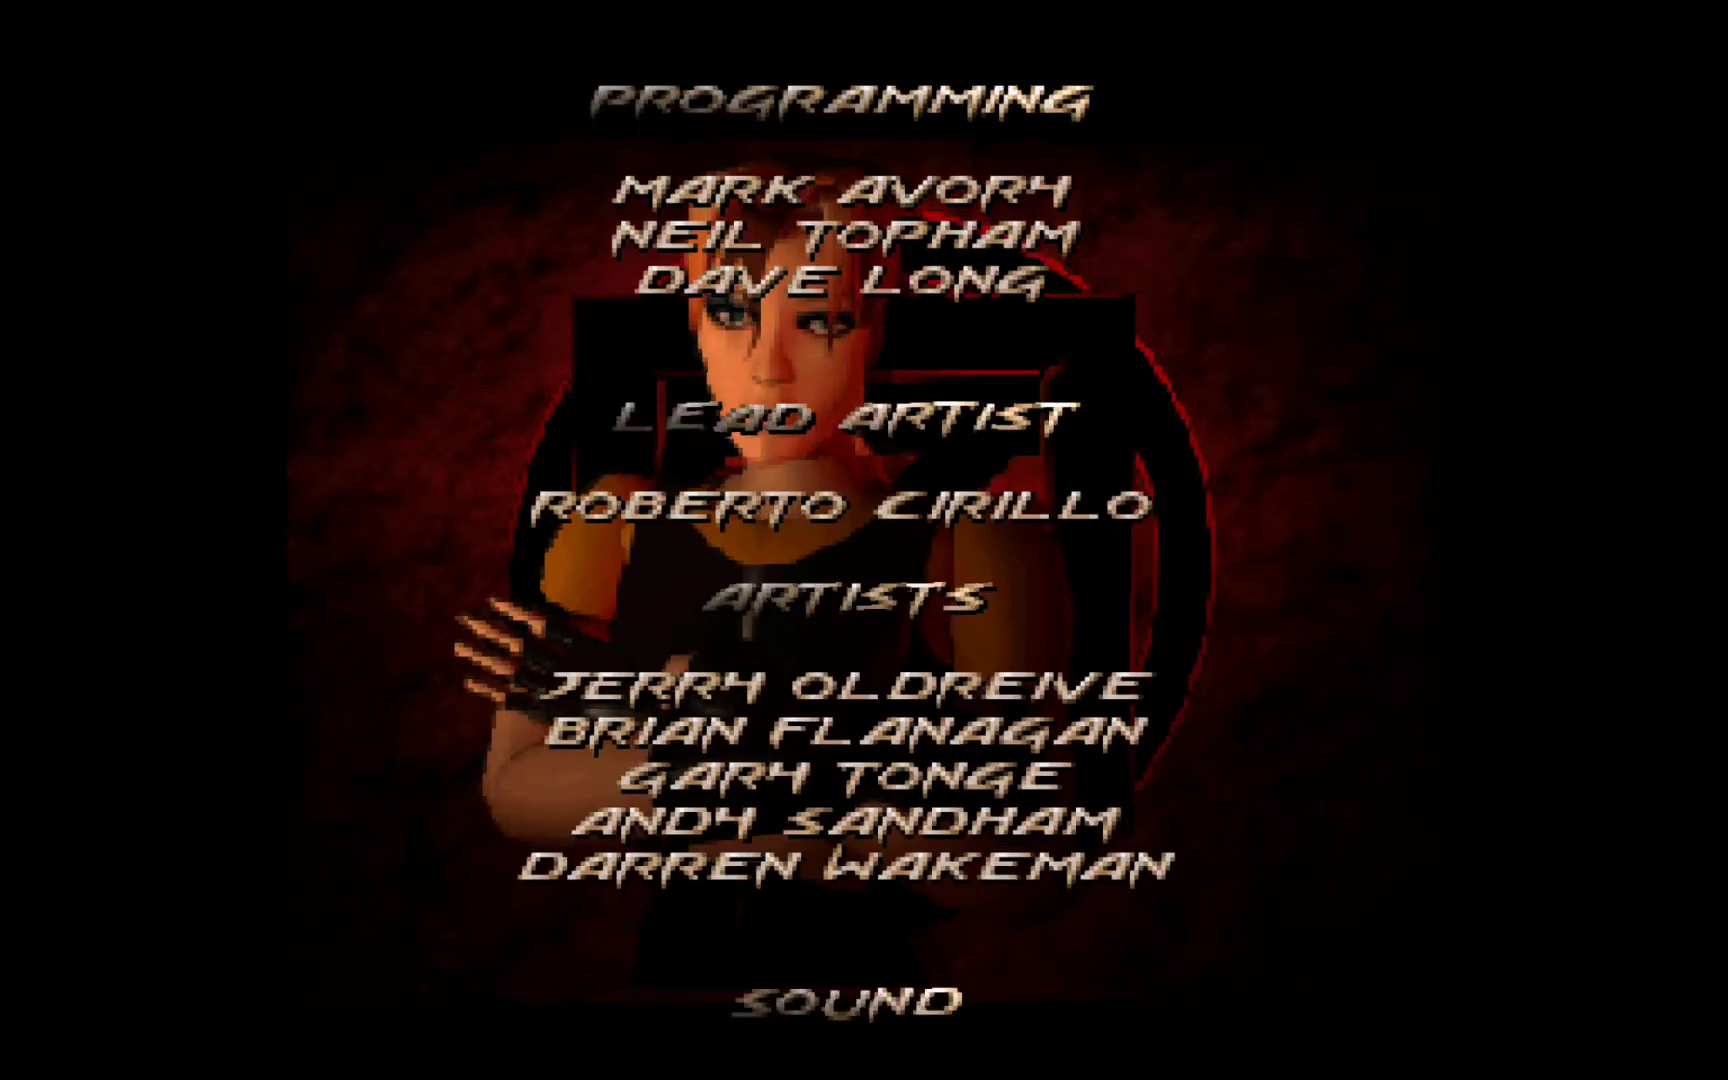 PROGRAMMING
MARK AVORY
NEIL TOPHAM
DAVE LONG
LEAD ARTIST
ROBERTO CIRILLO
ARTISTS
JERRY OLDREIVE
BRIAN FLANAGAN
GARY TONGE
ANDY SANDHAM
DARREN WAKEMAN
SOUND